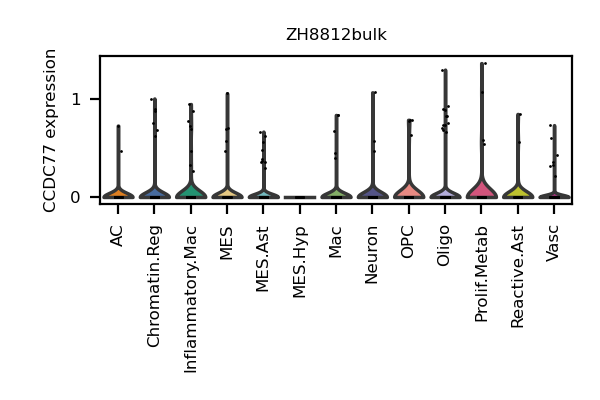 ZH8812bulk
CCDC77 expression
1
0
AC
Chromatin.Reg
Inflammatory.Mac
MES
MES.Ast
MES.Hyp
Mac
Neuron
OPC
Oligo
Prolif.Metab
Reactive.Ast
Vasc